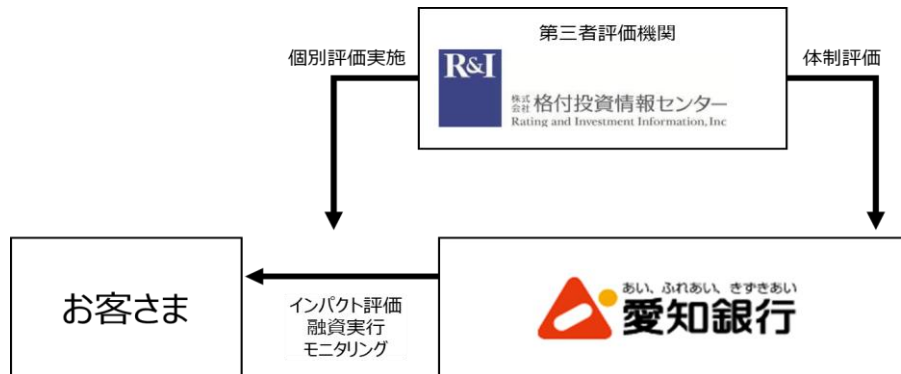 第三者評価機関
個別評価実施
体制評価
R&I
株式会社 格付投資情報センター
Rating and Investment Information, Inc
お客さま
インパクト評価
融資実行
モニタリング
あい、ふれあい、きずきあい
愛知銀行